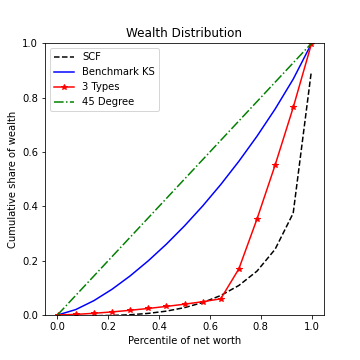 Wealth Distribution
SCF
Benchmark KS
3 Types
45 Degree
1.0
0.8
0.6
0.4
0.2
0.0
Cumulative share of wealth
0.0 0.2 0.4 0.6 0.8 1.0
Percentile of net worth